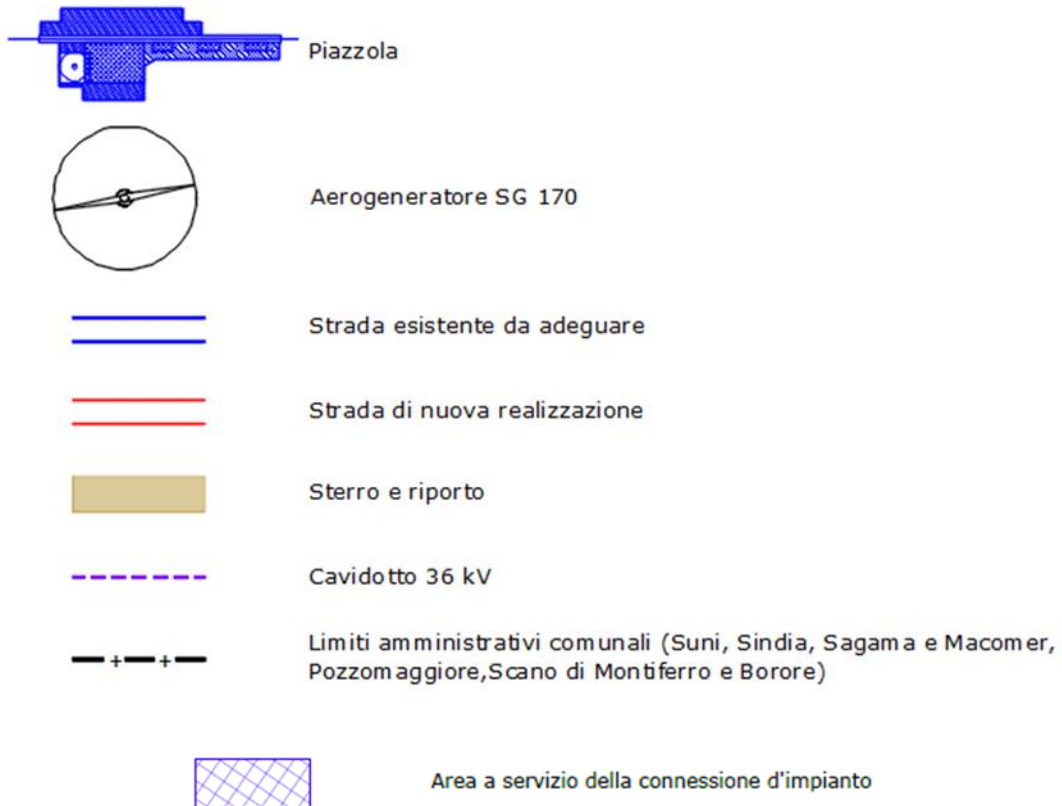 Piazzola
Aerogeneratore SG 170
Strada esistente da adeguare
Strada di nuova realizzazione
Sterro e riporto
Cavidotto 36 kV
Limiti amministrativi comunali (Suni, Sindia, Sagama e Macomer,
Pozzomaggiore,Scano di Montiferro e Borore)
Area a servizio della connessione d'impianto